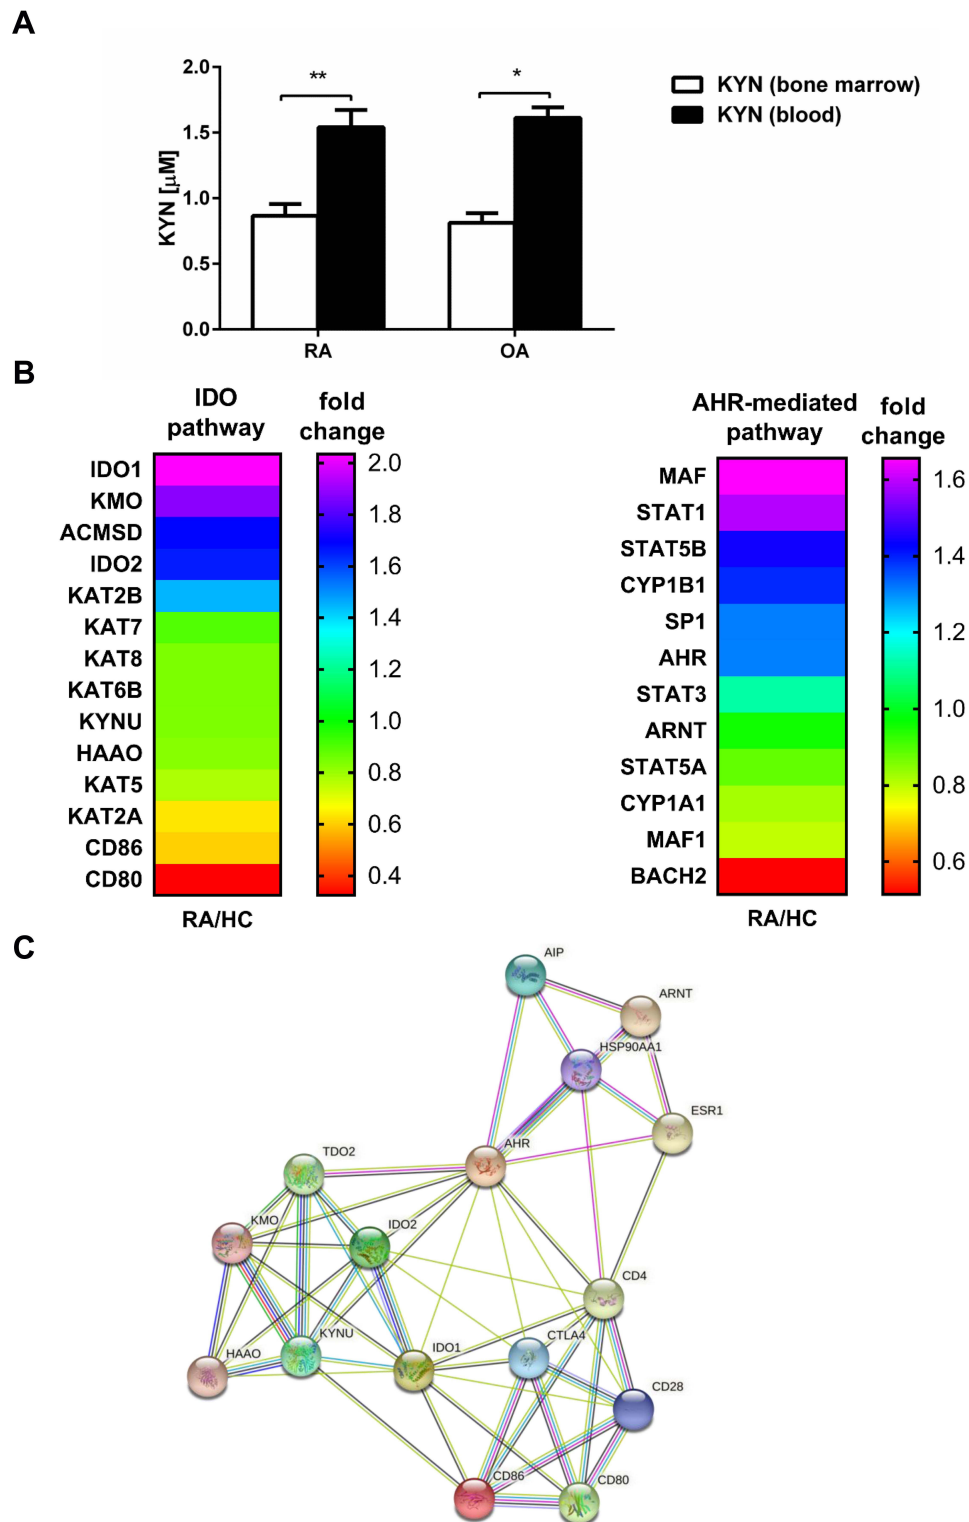 A
2.0
1.5
1.0
0.5
0.0
KYN [µM]
**
*
RA
OA
KYN (bone marrow)
KYN (blood)
B
IDO
pathway
fold
change
IDO1
KMO
ACMSD
IDO2
KAT2B
KAT7
KAT8
KAT6B
KYNU
HAAO
KAT5
KAT2A
CD86
CD80
RA/HC
2.0
1.8
1.6
1.4
1.2
1.0
0.8
0.6
0.4
AHR-mediated
pathway
fold
change
MAF
STAT1
STAT5B
CYP1B1
SP1
AHR
STAT3
ARNT
STAT5A
CYP1A1
MAF1
BACH2
RA/HC
1.6
1.4
1.2
1.0
0.8
0.6
C
AIP
ARNT
HSP90AA1
ESR1
AHR
TDO2
KMO
IDO2
CD4
KYNU
CTLA4
HAAO
IDO1
CD28
CD86
CD80